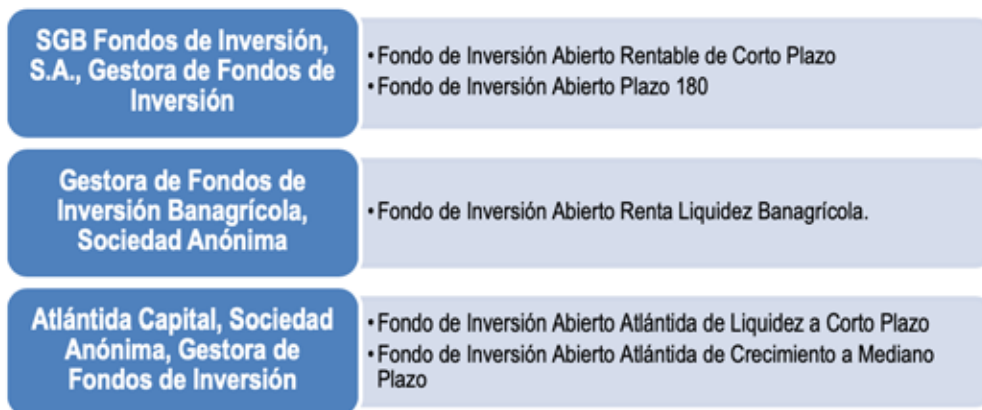 SGB Fondos de Inversión,
S.A., Gestora de Fondos de
Inversión
•Fondo de Inversión Abierto Rentable de Corto Plazo
•Fondo de Inversión Abierto Plazo 180
Gestora de Fondos de
Inversión Banagrícola,
Sociedad Anónima
•Fondo de Inversión Abierto Renta Liquidez Banagrícola.
Atlántida Capital, Sociedad
Anónima, Gestora de
Fondos de Inversión
•Fondo de Inversión Abierto Atlántida de Liquidez a Corto Plazo
•Fondo de Inversión Abierto Atlántida de Crecimiento a Mediano
Plazo